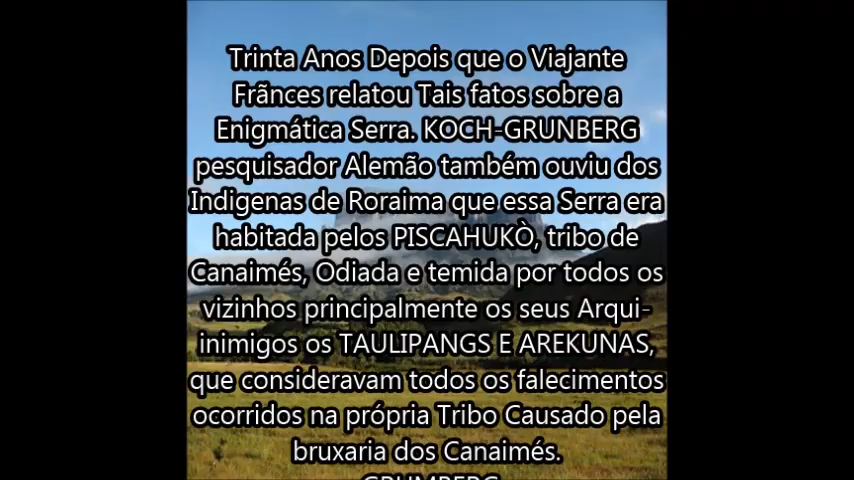 Trinta Anos Depois que o Viajante
Frãnces relatou Tais fatos sobre a
Enigmática Serra. KOCH-GRUNBERG
pesquisador Alemão também ouviu dos
Indigenas de Roraima que essa Serra era
habitada pelos PISCAHUKÒ, tribo de
Canaimés, Odiada e temida por todos os
vizinhos principalmente os seus Arqui-
inimigos os TAULIPANGS E AREKUNAS,
que consideravam todos os falecimentos
ocorridos na própria Tribo Causado pela
bruxaria dos Canaimés.
GRUMBERG